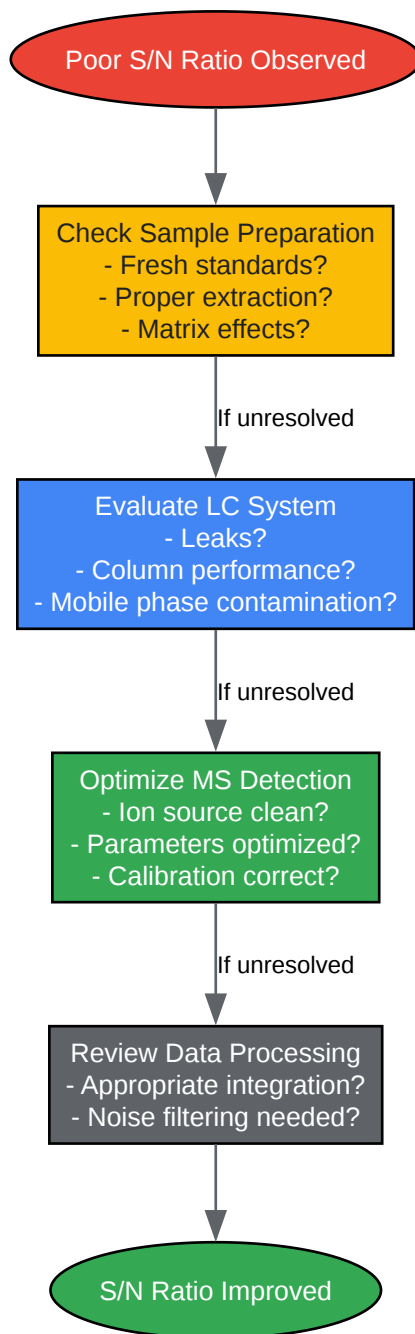 Poor S/N Ratio Observed
Check Sample Preparation
- Fresh standards?
- Proper extraction?
- Matrix effects?
If unresolved
Evaluate LC System
- Leaks?
- Column performance?
- Mobile phase contamination?
If unresolved
Optimize MS Detection
- Ion source clean?
- Parameters optimized?
- Calibration correct?
If unresolved
Review Data Processing
- Appropriate integration?
- Noise filtering needed?
S/N Ratio Improved